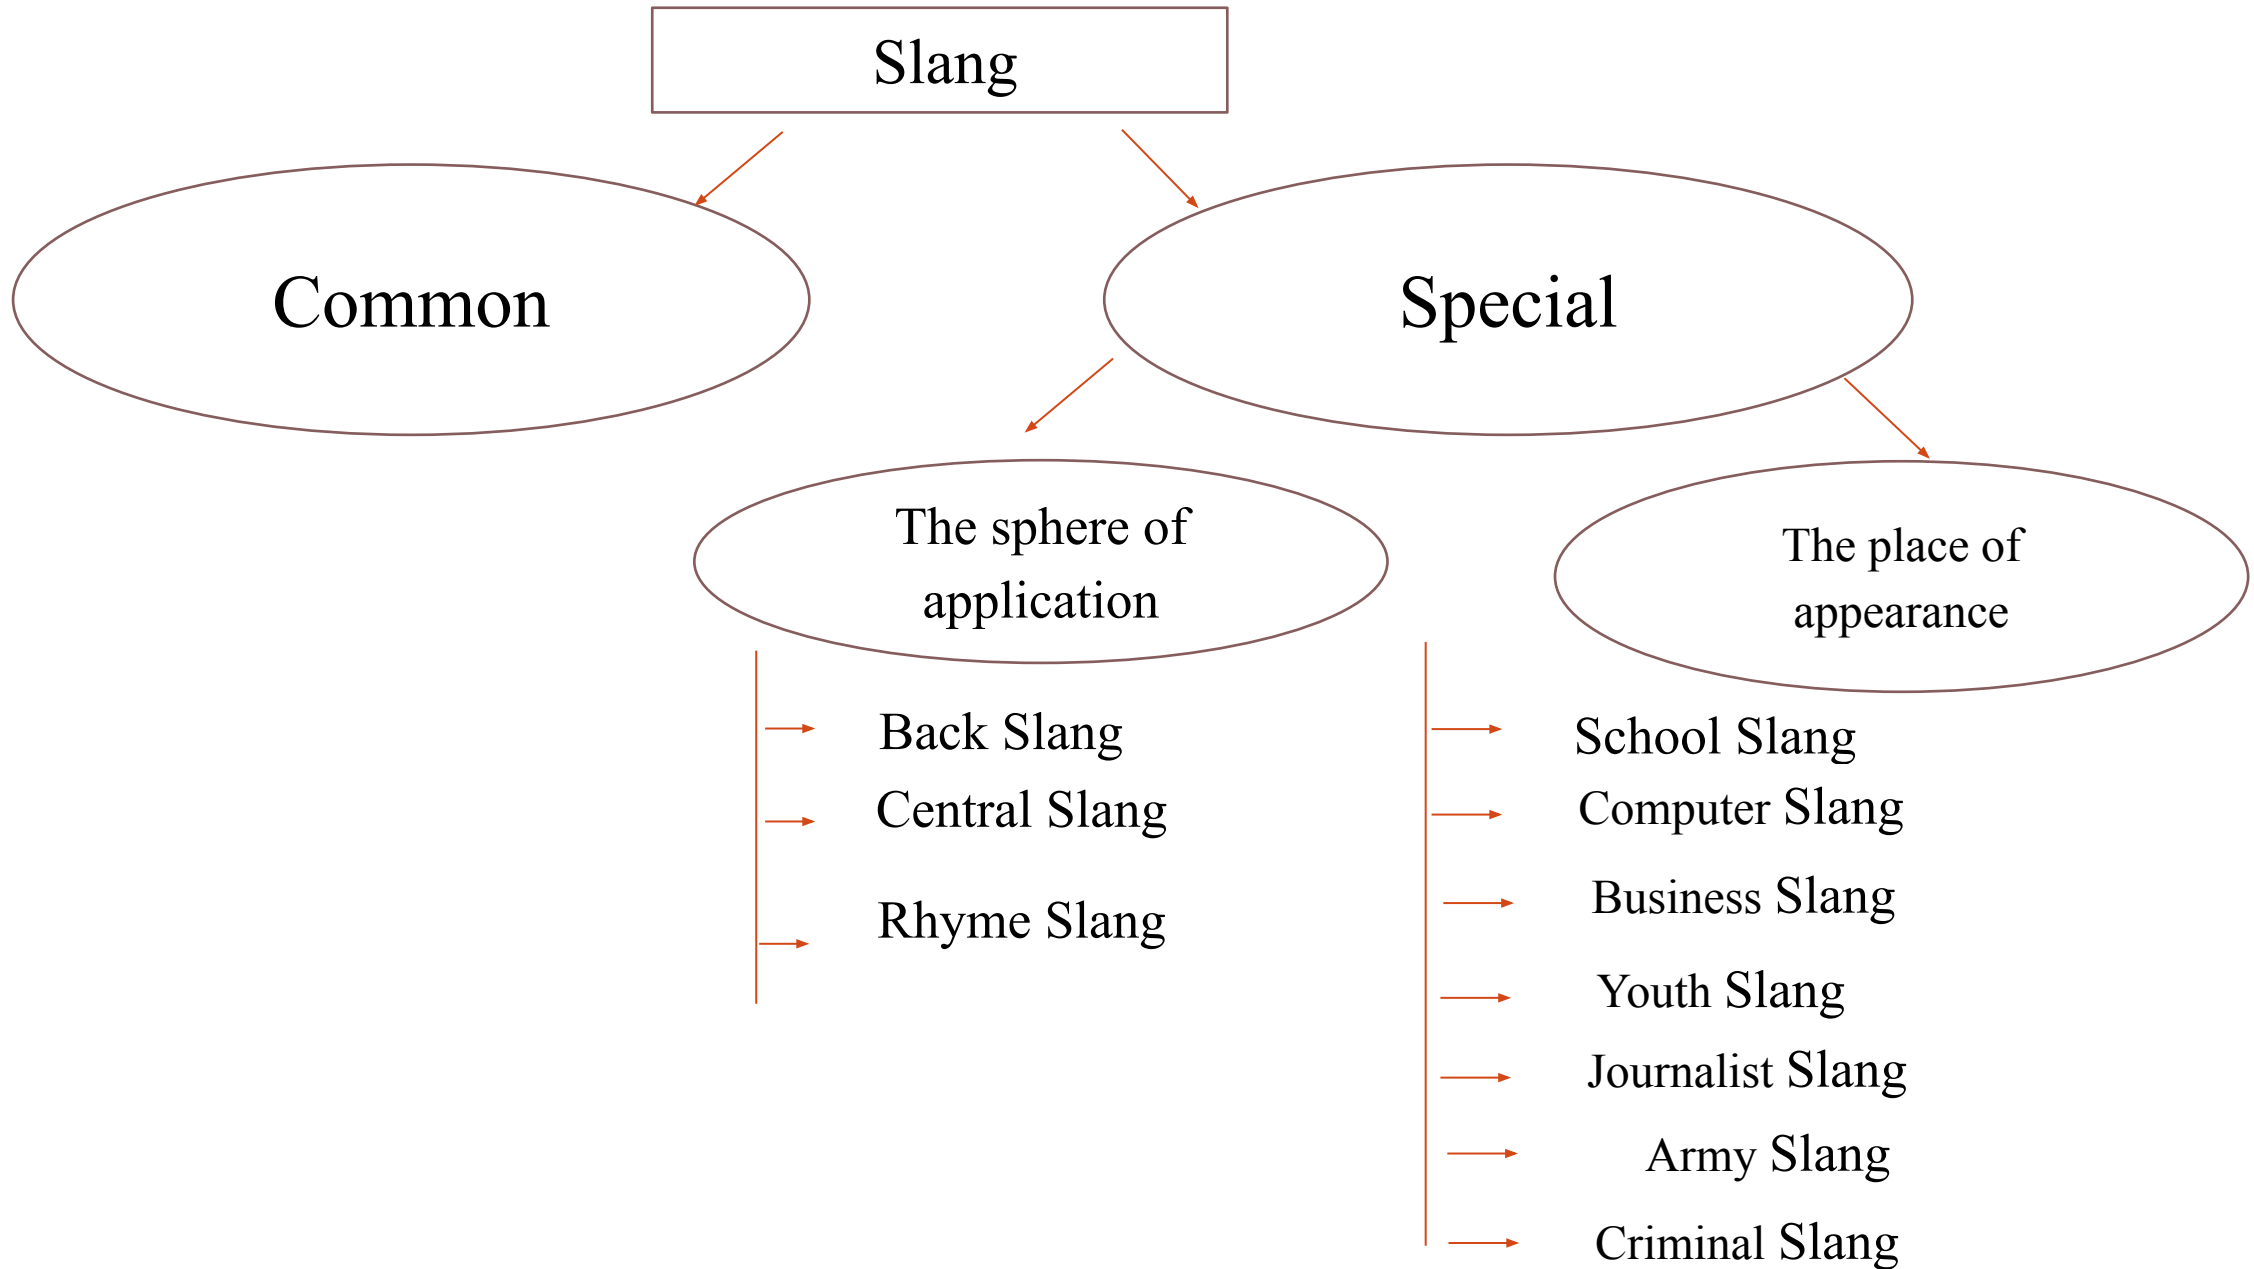 Slang
Common
Special
The sphere of
application
The place of
appearance
Back Slang
Central Slang
Rhyme Slang
School Slang
Computer Slang
Business Slang
Youth Slang
Journalist Slang
Army Slang
Criminal Slang